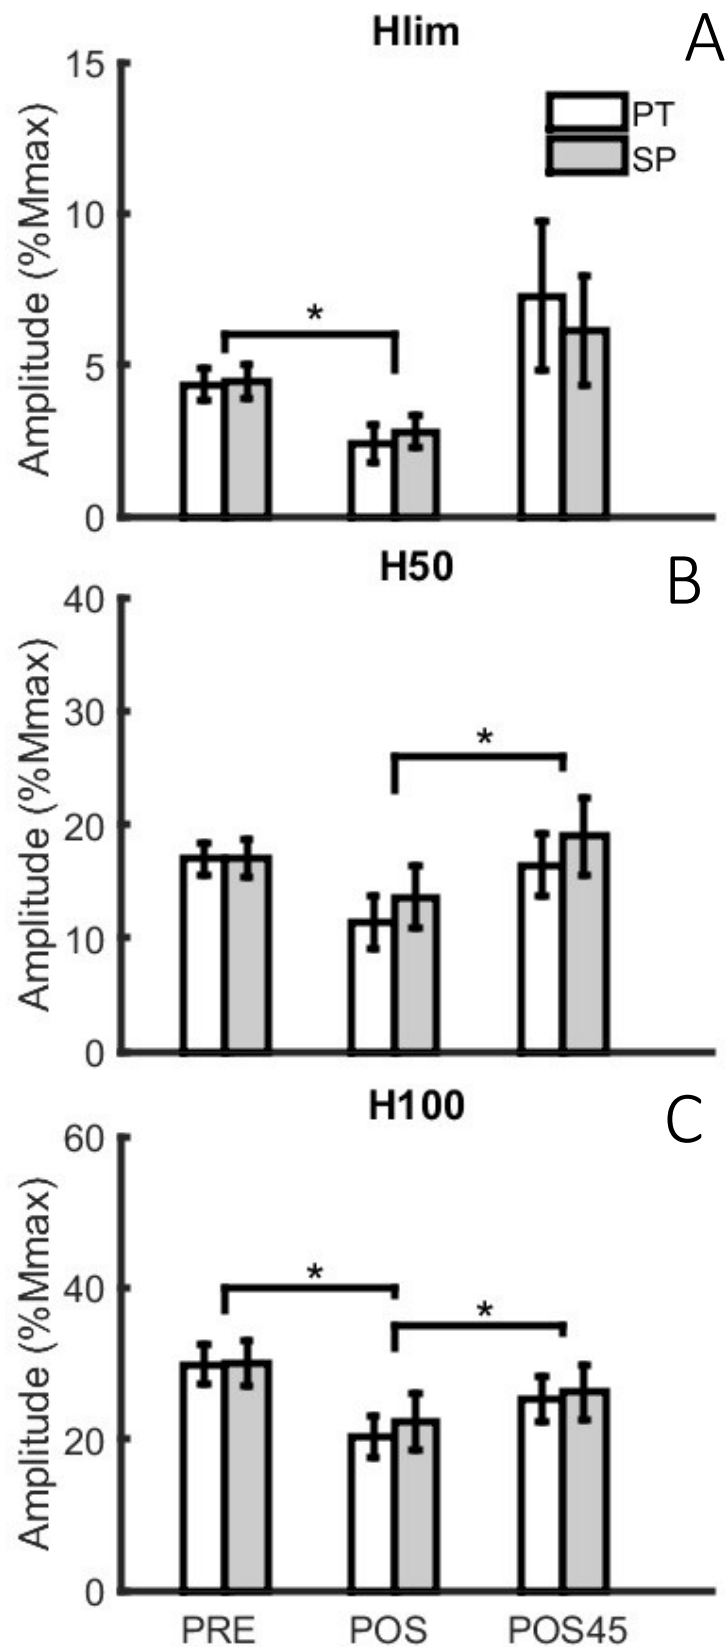 Hlim
A
15
10
5
0
Amplitude (%Mmax)
PT
SP
*
H50
B
40
30
20
10
0
Amplitude (%Mmax)
*
H100
C
60
40
20
0
Amplitude (%Mmax)
*
*
PRE POS POS45